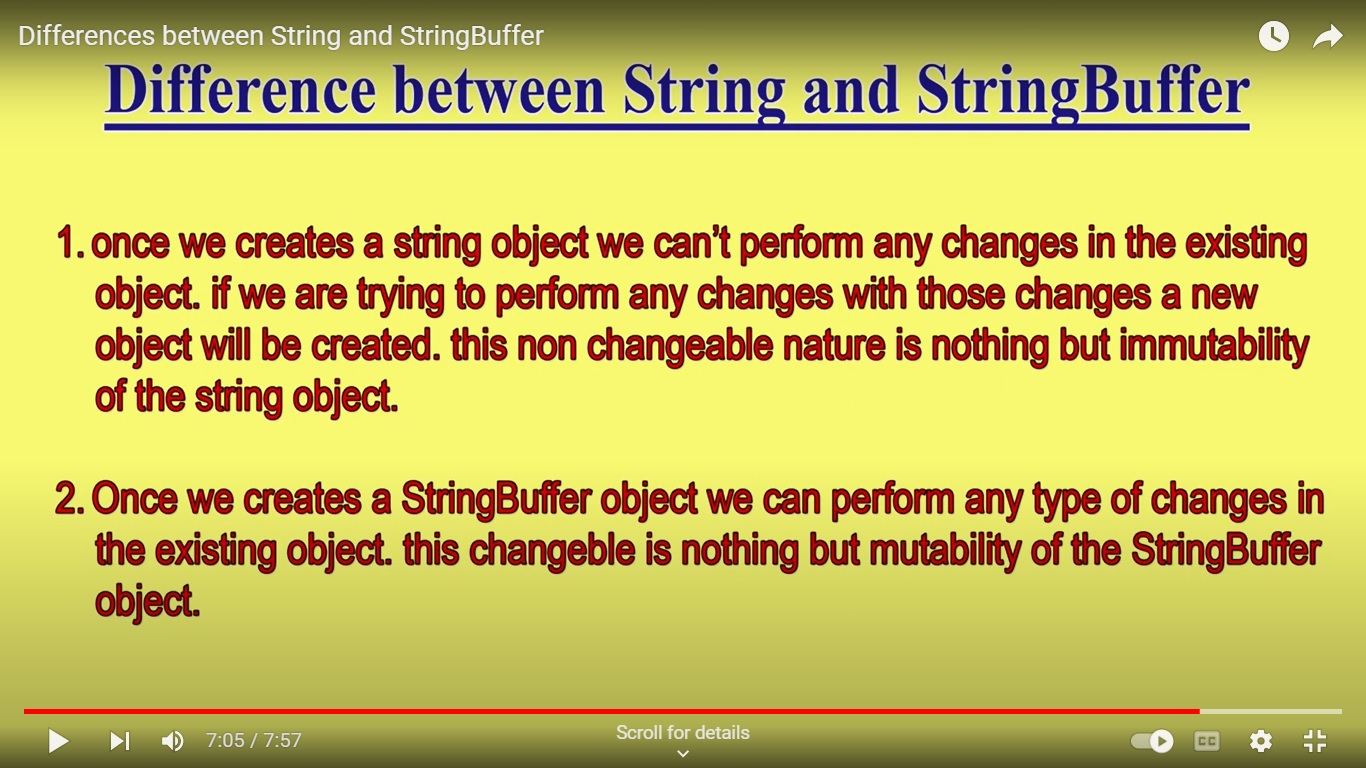 Differences between String and StringBuffer
Difference between String and StringBuffer
1. once we creates a string object we can’t perform any changes in the existing
object. if we are trying to perform any changes with those changes a new
object will be created. this non changeable nature is nothing but immutability
of the string object.
2. Once we creates a StringBuffer object we can perform any type of changes in
the existing object. this changeble is nothing but mutability of the StringBuffer
object.
Scroll for details
7:05 / 7:57
CC